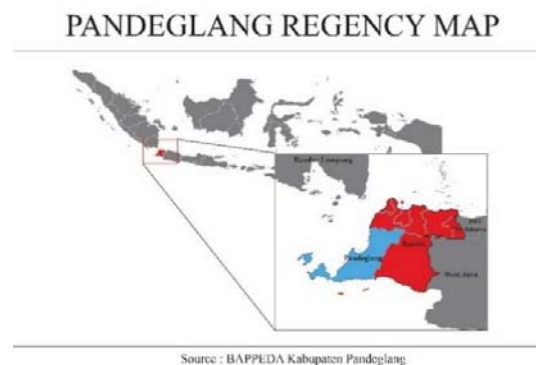 PANDEGLANG REGENCY MAP
Bandar Lampung
Pandeglang
Banten
West Java
Source : BAPPEDA Kabupaten Pandeglang